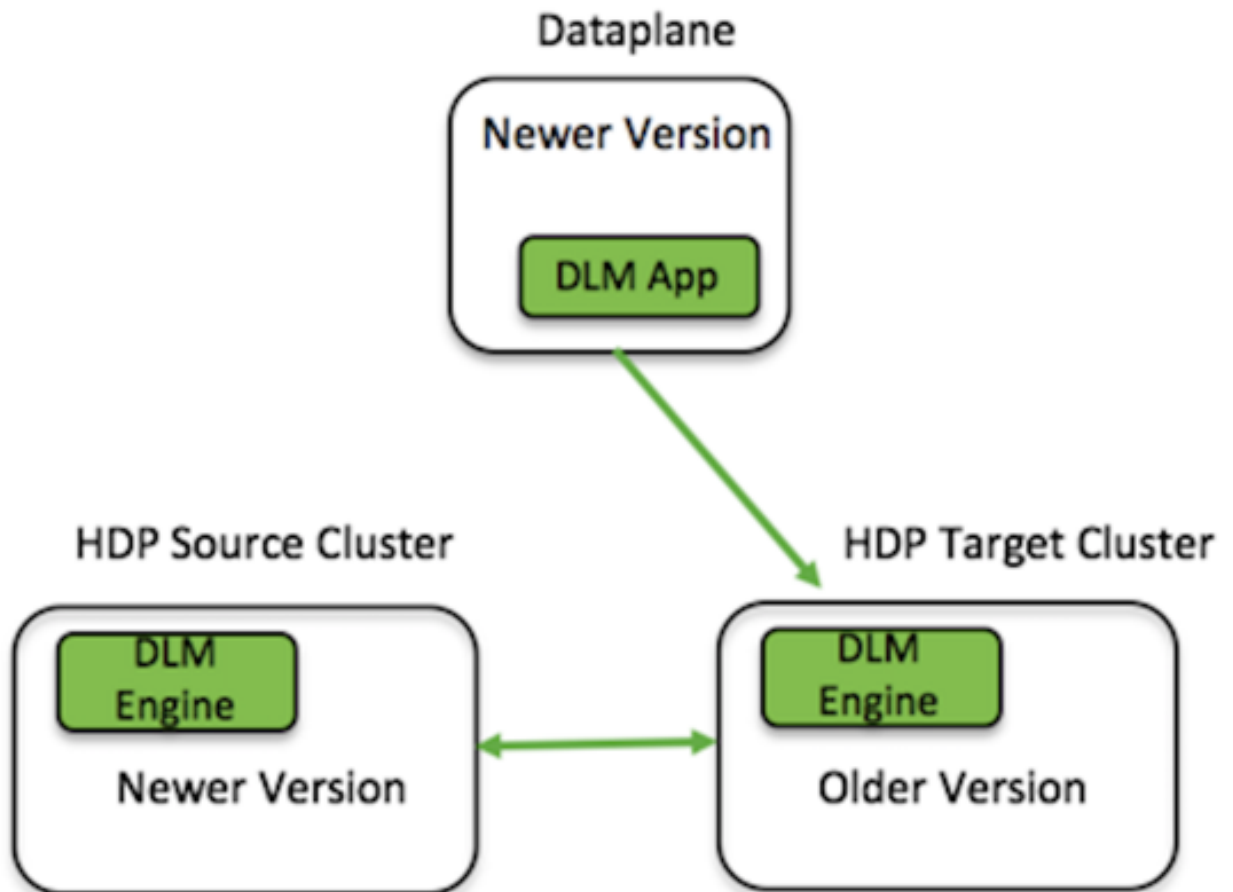 Dataplane
Newer Version
DLM App
HDP Source Cluster
HDP Target Cluster
DLM
Engine
Newer Version
DLM
Engine
Older Version